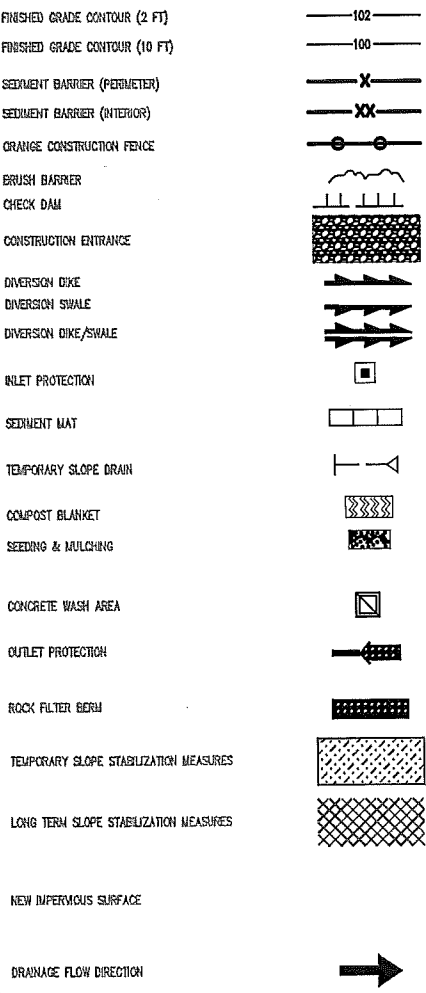 FINISHED GRADE CONTOUR (2 FT) 102
FINISHED GRADE CONTOUR (10 FT) 100
SEDIMENT BARRIER (PERIMETER) X
SEDIMENT BARRIER (INTERIOR) XX
ORANGE CONSTRUCTION FENCE
BRUSH BARRIER
CHECK DAM
CONSTRUCTION ENTRANCE
DIVERSION DIKE
DIVERSION SWALE
DIVERSION DIKE/SWALE
INLET PROTECTION
SEDIMENT MAT
TEMPORARY SLOPE DRAIN
COMPOST BLANKET
SEEDING & MULCHING
CONCRETE WASH AREA
OUTLET PROTECTION
ROCK FILTER BERM
TEMPORARY SLOPE STABILIZATION MEASURES
LONG TERM SLOPE STABILIZATION MEASURES
NEW IMPERVIOUS SURFACE
DRAINAGE FLOW DIRECTION